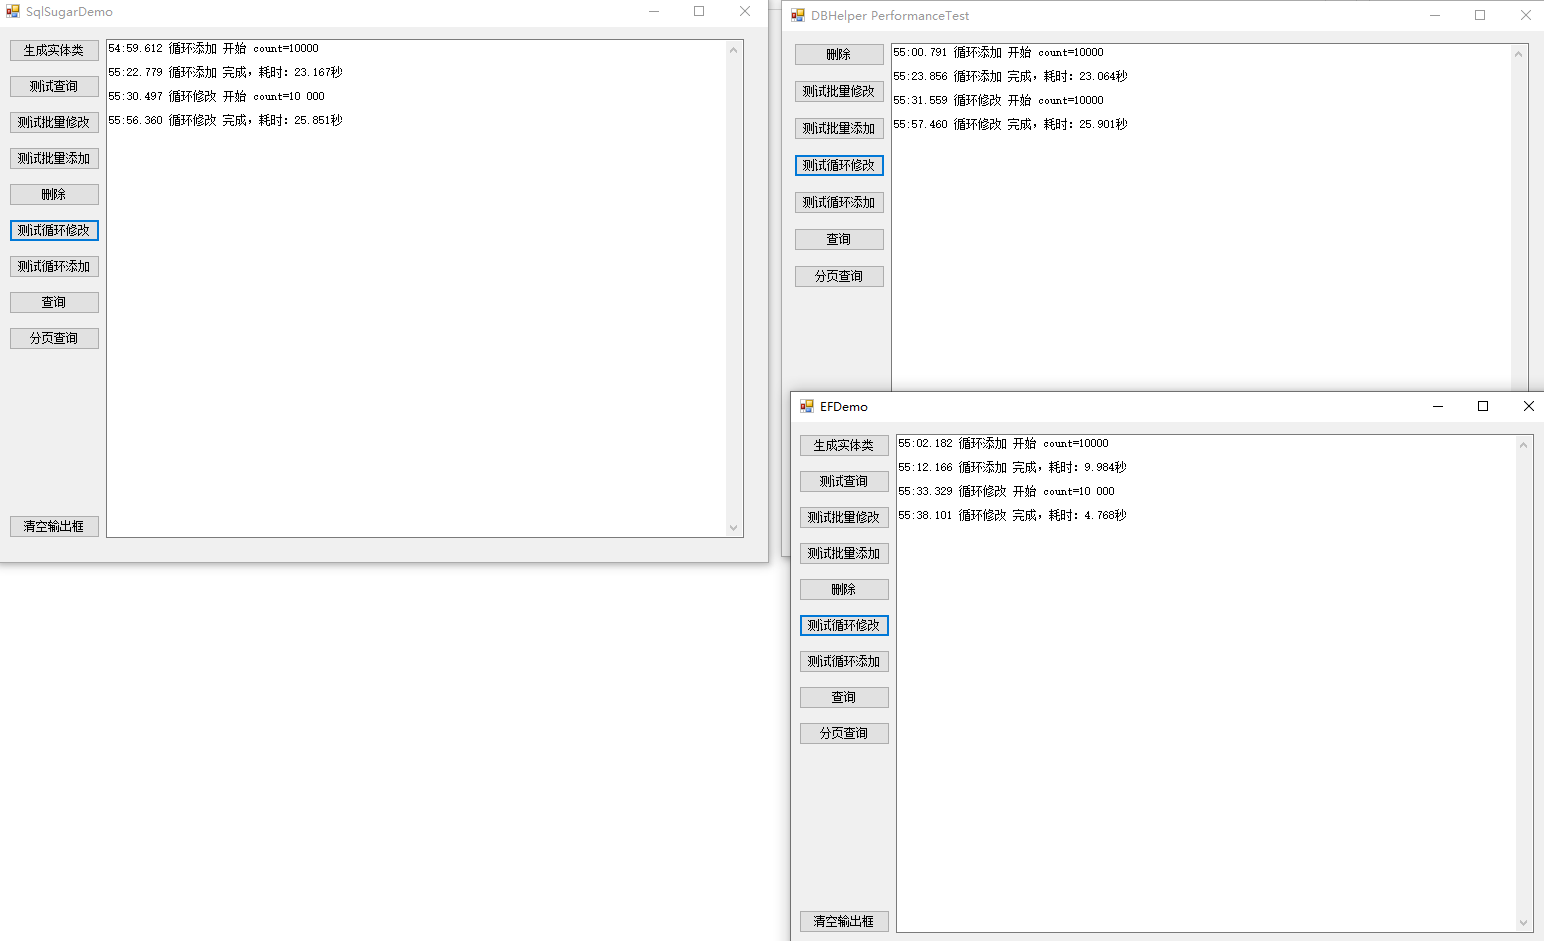 SqlSugarDemo
生成实体类
测试查询
测试批量修改
测试批量添加
删除
测试循环修改
测试循环添加
查询
分页查询
清空输出框
54:59.612 循环添加 开始 count=10000
55:22.779 循环添加 完成，耗时：23.167秒
55:30.497 循环修改 开始 count=10 000
55:56.360 循环修改 完成，耗时：25.851秒
DBHelper PerformanceTest
删除
测试批量修改
测试批量添加
测试循环修改
测试循环添加
查询
分页查询
55:00.791 循环添加 开始 count=10000
55:23.856 循环添加 完成，耗时：23.064秒
55:31.559 循环修改 开始 count=10000
55:57.460 循环修改 完成，耗时：25.901秒
EFDemo
生成实体类
测试查询
测试批量修改
测试批量添加
删除
测试循环修改
测试循环添加
查询
分页查询
清空输出框
55:02.182 循环添加 开始 count=10000
55:12.166 循环添加 完成，耗时：9.984秒
55:33.329 循环修改 开始 count=10 000
55:38.101 循环修改 完成，耗时：4.768秒